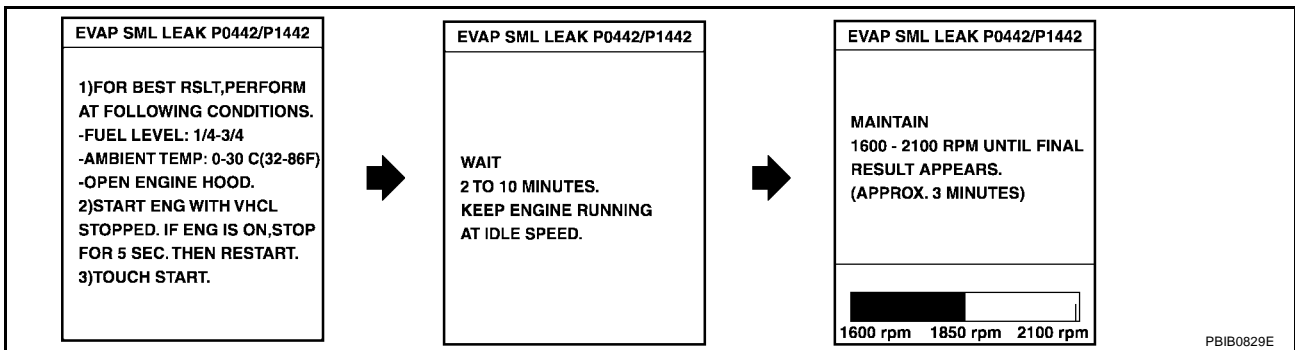 EVAP SML LEAK P0442/P1442
1)FOR BEST RSLT,PERFORM
AT FOLLOWING CONDITIONS.
-FUEL LEVEL: 1/4-3/4
-AMBIENT TEMP: 0-30 C(32-86F)
-OPEN ENGINE HOOD.
2)START ENG WITH VHCL
STOPPED. IF ENG IS ON,STOP
FOR 5 SEC. THEN RESTART.
3)TOUCH START.
EVAP SML LEAK P0442/P1442
WAIT
2 TO 10 MINUTES.
KEEP ENGINE RUNNING
AT IDLE SPEED.
EVAP SML LEAK P0442/P1442
MAINTAIN
1600 - 2100 RPM UNTIL FINAL
RESULT APPEARS.
(APPROX. 3 MINUTES)
1600 rpm 1850 rpm 2100 rpm
PBIB0829E